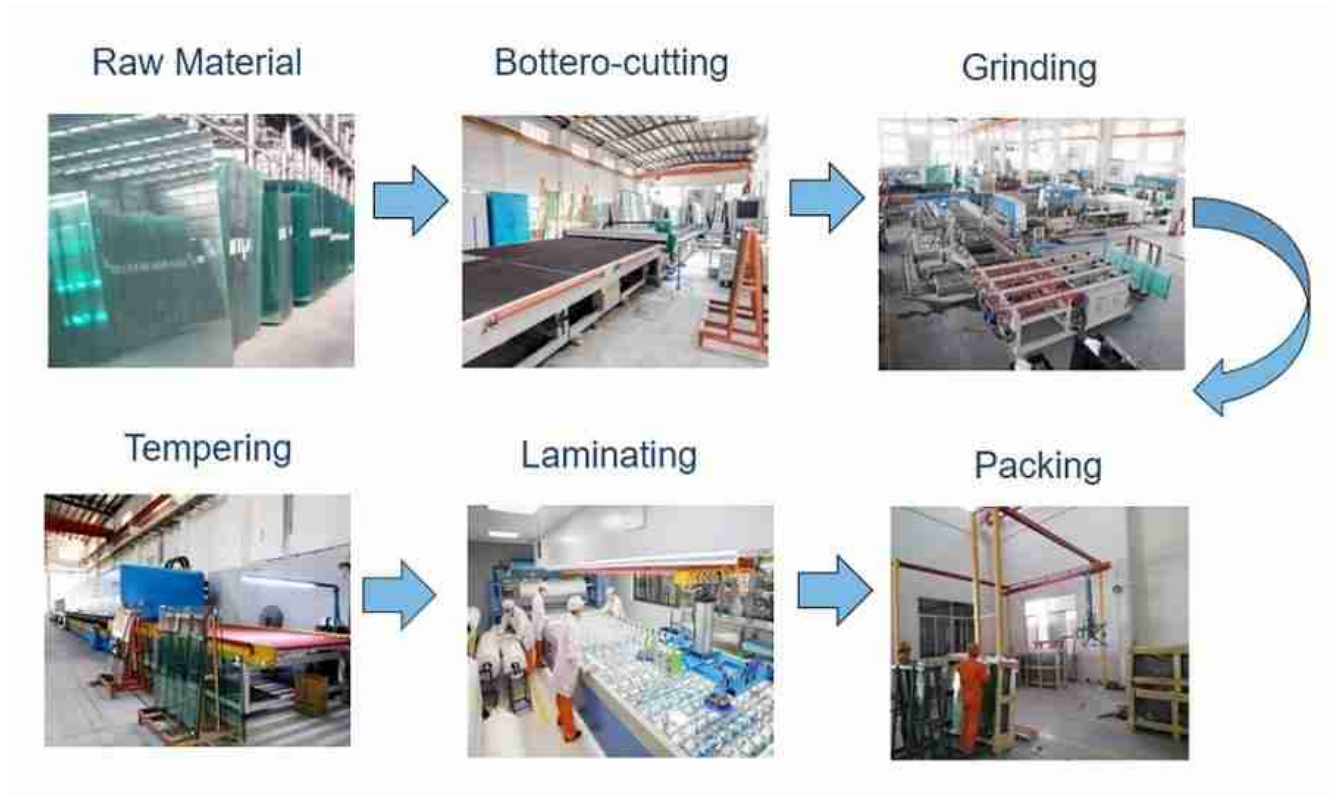 Raw Material
Bottero-cutting
Grinding
Tempering
Laminating
Packing